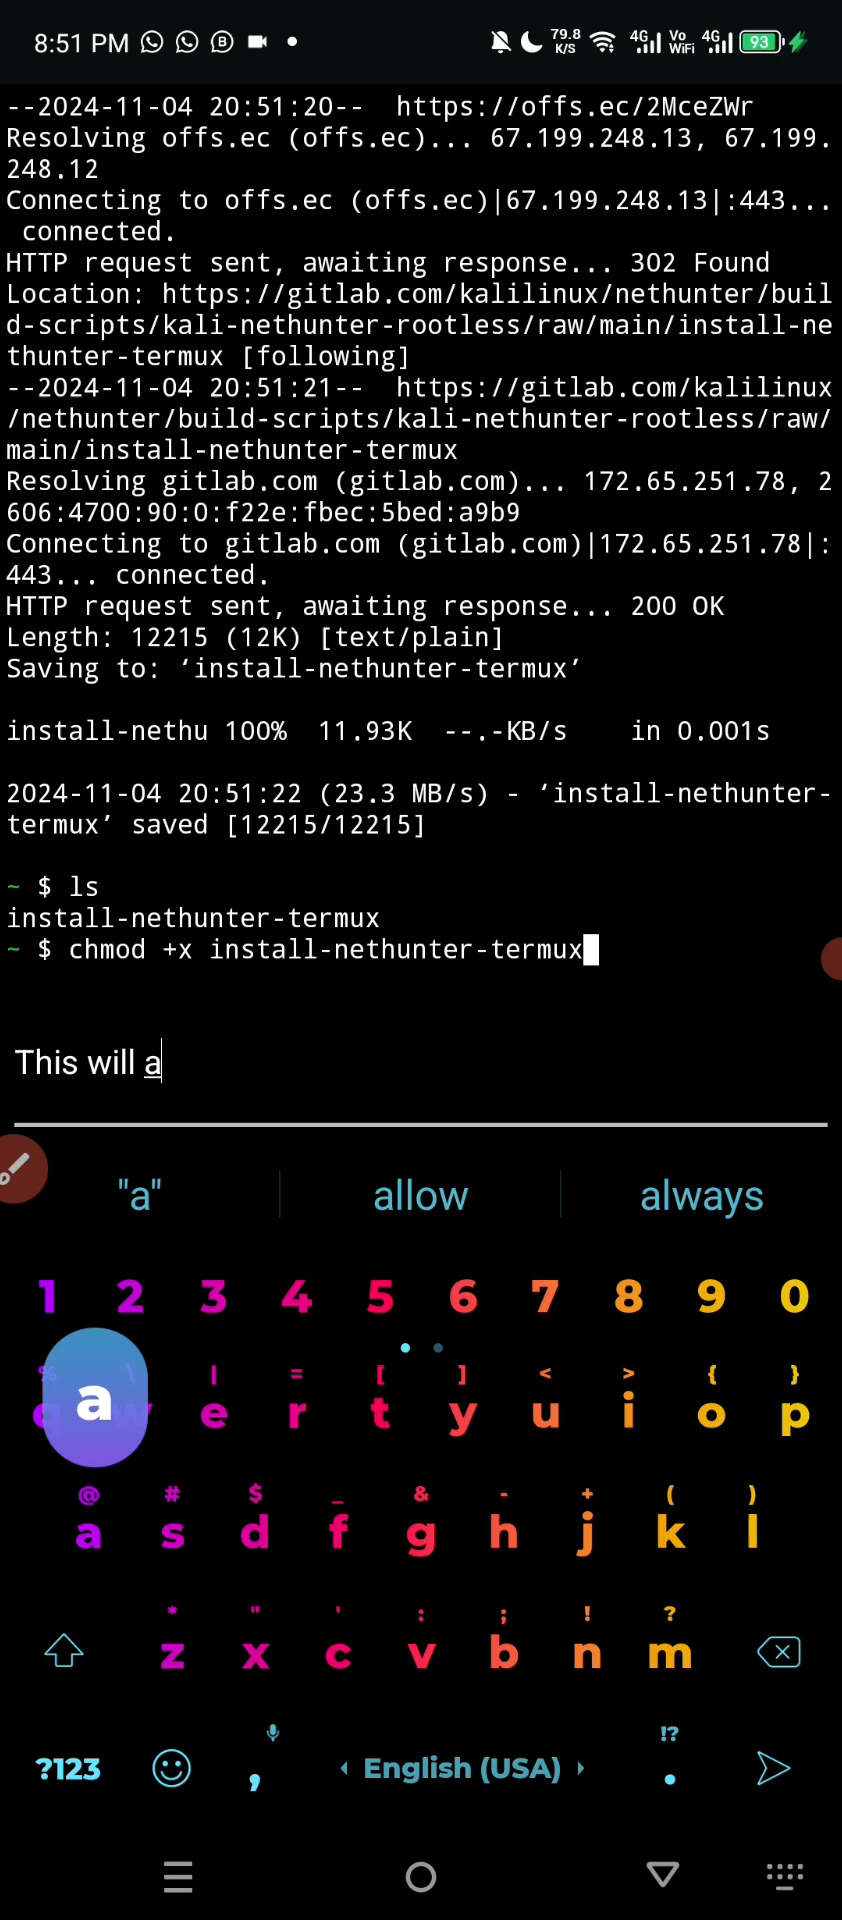 8:51 PM 79.8 K/S 4G Vo WiFi 4G 93
--2024-11-04 20:51:20-- https://offs.ec/2MceZWr
Resolving offs.ec (offs.ec)... 67.199.248.13, 67.199.
248.12
Connecting to offs.ec (offs.ec)|67.199.248.13|:443...
connected.
HTTP request sent, awaiting response... 302 Found
Location: https://gitlab.com/kalilinux/nethunter/buil
d-scripts/kali-nethunter-rootless/raw/main/install-ne
thunter-termux [following]
--2024-11-04 20:51:21-- https://gitlab.com/kalilinux
/nethunter/build-scripts/kali-nethunter-rootless/raw/
main/install-nethunter-termux
Resolving gitlab.com (gitlab.com)... 172.65.251.78, 2
606:4700:90:0:f22e:fbec:5bed:a9b9
Connecting to gitlab.com (gitlab.com)|172.65.251.78|:
443... connected.
HTTP request sent, awaiting response... 200 OK
Length: 12215 (12K) [text/plain]
Saving to: ‘install-nethunter-termux’
install-nethu 100% 11.93K --.-KB/s in 0.001s
2024-11-04 20:51:22 (23.3 MB/s) - ‘install-nethunter-
termux’ saved [12215/12215]
~ $ ls
install-nethunter-termux
~ $ chmod +x install-nethunter-termux
This will a
"a" allow always
1 2 3 4 5 6 7 8 9 0
% \ | = [ ] < > { }
q w e r t y u i o p
a
@ # $ _ & - + ( )
a s d f g h j k l
* " ' : ; ! ?
z x c v b n m
!?
?123 , English (USA) .